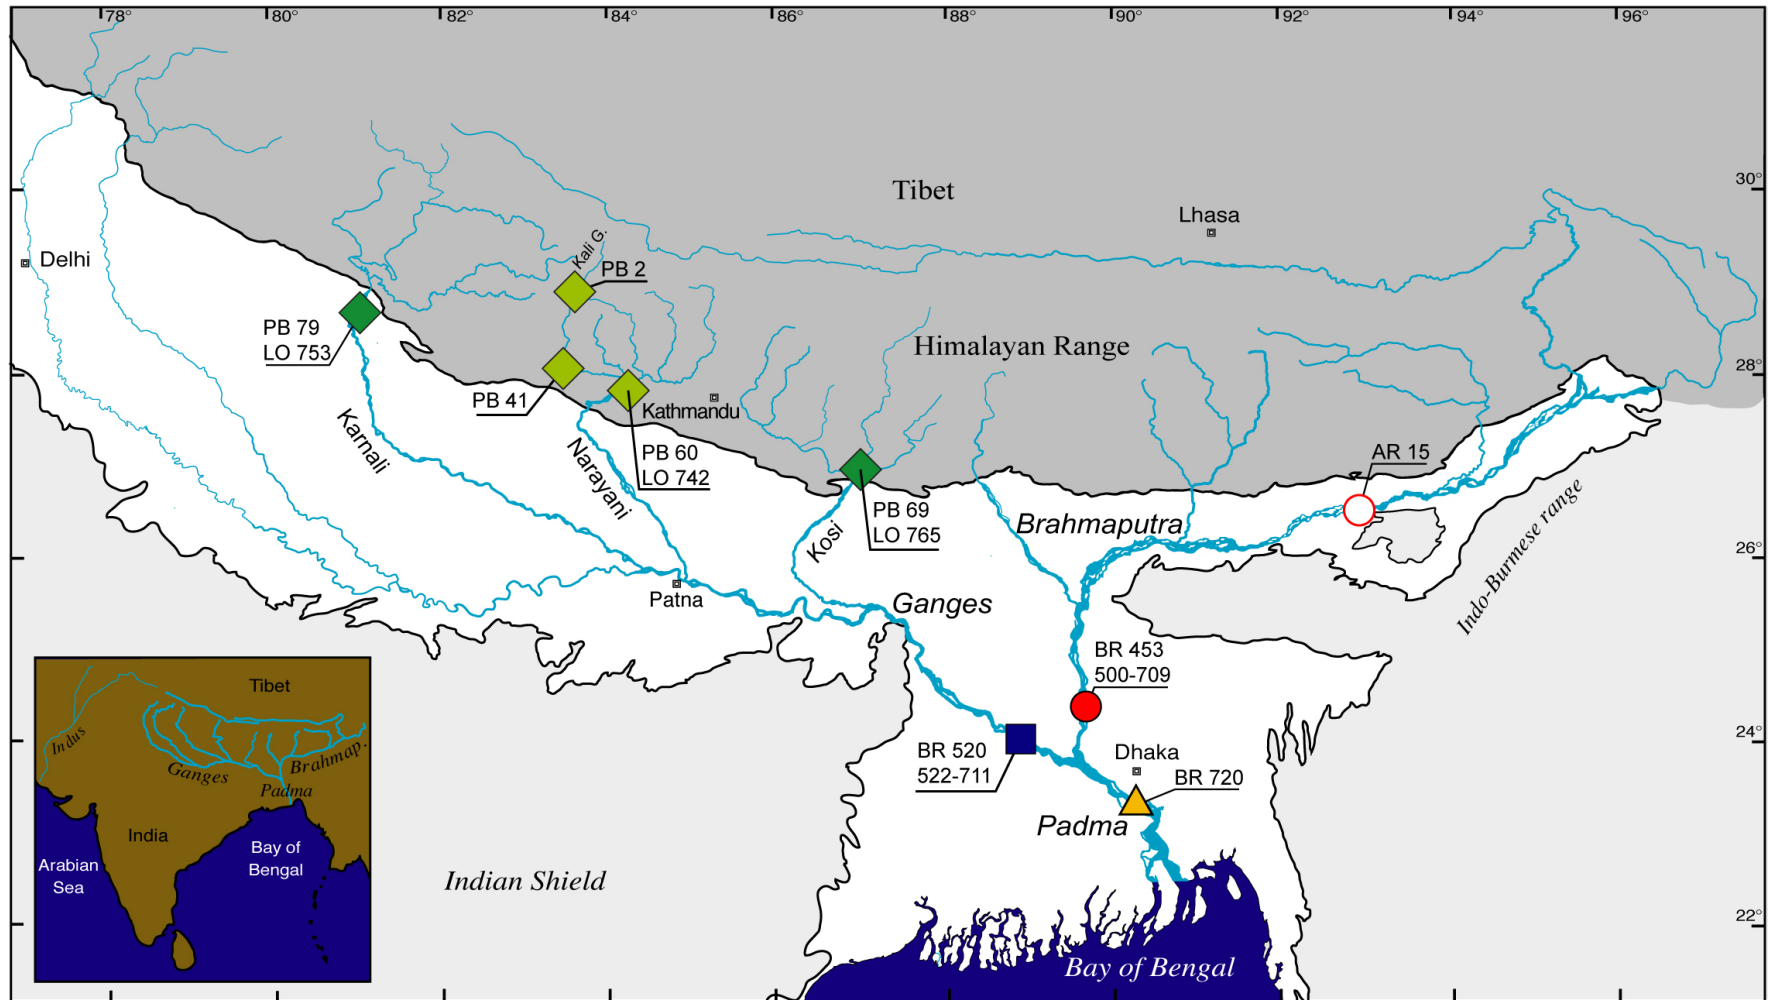 78°
80°
82°
84°
86°
88°
90°
92°
94°
96°
30°
28°
26°
24°
22°
Tibet
Lhasa
Delhi
Kali G.
PB 2
PB 79
LO 753
Himalayan Range
PB 41
Kathmandu
Karnali
Narayani
PB 60
LO 742
AR 15
PB 69
LO 765
Kosi
Brahmaputra
Indo-Burmese range
Patna
Ganges
BR 453
500-709
BR 520
522-711
Dhaka
BR 720
Padma
Indian Shield
Bay of Bengal
Tibet
Indus
Ganges
Brahmap.
Padma
India
Arabian
Sea
Bay of
Bengal